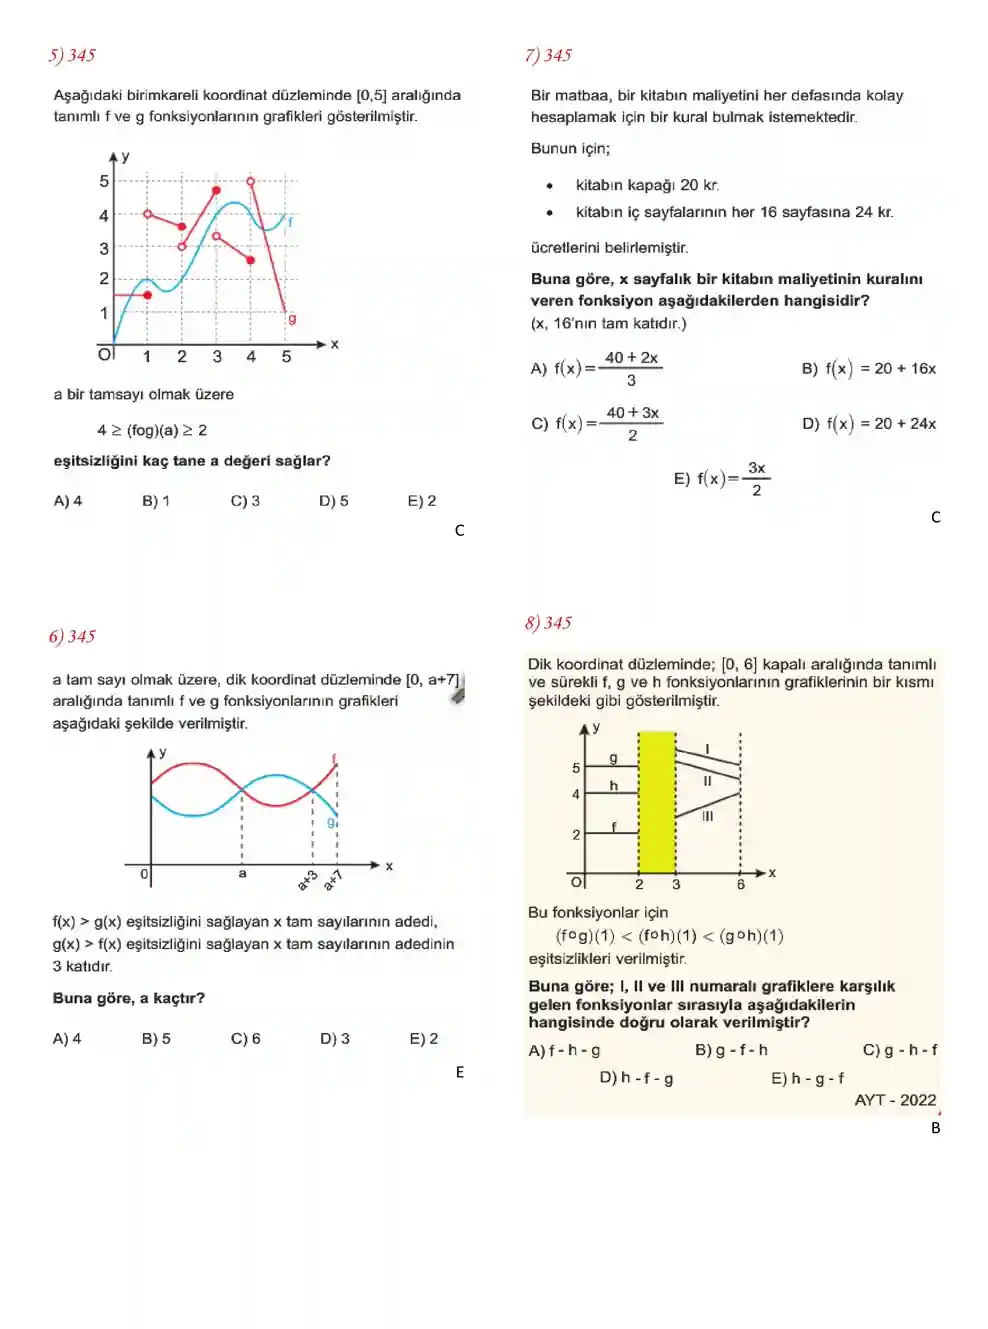 5) 345
Aşağıdaki birimkareli koordinat düzleminde [0,5] aralığında
tanımlı f ve g fonksiyonlarının grafikleri gösterilmiştir.
y
5
4
f
3
2
1
g
O
1 2 3 4 5
x
a bir tamsayı olmak üzere
4 ≥ (fog)(a) ≥ 2
eşitsizliğini kaç tane a değeri sağlar?
A) 4 B) 1 C) 3 D) 5 E) 2
C
6) 345
a tam sayı olmak üzere, dik koordinat düzleminde [0, a+7]
aralığında tanımlı f ve g fonksiyonlarının grafikleri
aşağıdaki şekilde verilmiştir.
y
f
g
x
0 a a+3 a+7
f(x) > g(x) eşitsizliğini sağlayan x tam sayılarının adedi,
g(x) > f(x) eşitsizliğini sağlayan x tam sayılarının adedinin
3 katıdır.
Buna göre, a kaçtır?
A) 4 B) 5 C) 6 D) 3 E) 2
E
7) 345
Bir matbaa, bir kitabın maliyetini her defasında kolay
hesaplamak için bir kural bulmak istemektedir.
Bunun için;
• kitabın kapağı 20 kr.
• kitabın iç sayfalarının her 16 sayfasına 24 kr.
ücretlerini belirlemiştir.
Buna göre, x sayfalık bir kitabın maliyetinin kuralını
veren fonksiyon aşağıdakilerden hangisidir?
(x, 16'nın tam katıdır.)
A) f(x) = (40 + 2x)/3 B) f(x) = 20 + 16x
C) f(x) = (40 + 3x)/2 D) f(x) = 20 + 24x
E) f(x) = 3x/2
C
8) 345
Dik koordinat düzleminde; [0, 6] kapalı aralığında tanımlı
ve sürekli f, g ve h fonksiyonlarının grafiklerinin bir kısmı
şekildeki gibi gösterilmiştir.
y
g I
5
h II
4
III
f
2
O 2 3 6 x
Bu fonksiyonlar için
(fog)(1) < (foh)(1) < (goh)(1)
eşitsizlikleri verilmiştir.
Buna göre; I, II ve III numaralı grafiklere karşılık
gelen fonksiyonlar sırasıyla aşağıdakilerin
hangisinde doğru olarak verilmiştir?
A) f - h - g B) g - f - h C) g - h - f
D) h - f - g E) h - g - f
AYT - 2022
B